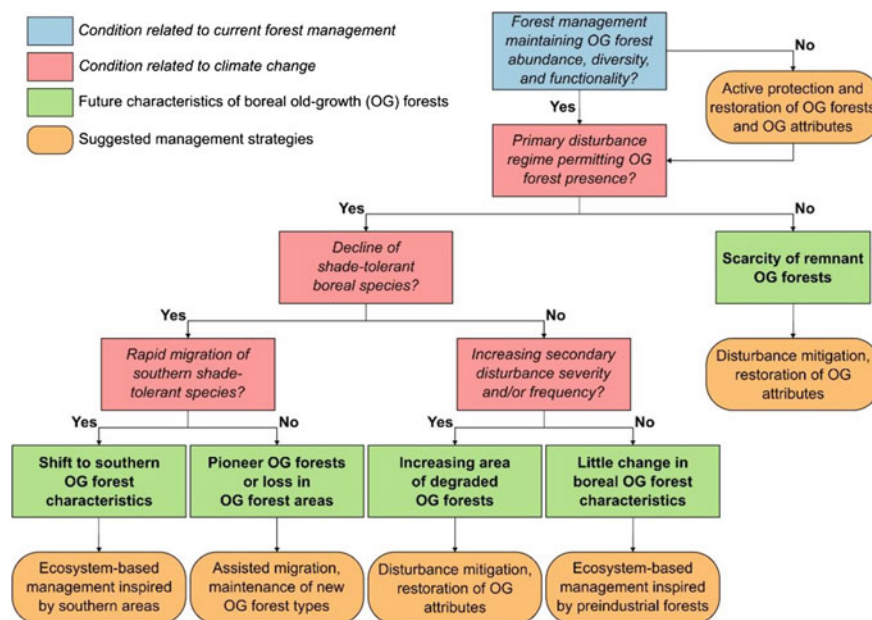 Condition related to current forest management
Condition related to climate change
Future characteristics of boreal old-growth (OG) forests
Suggested management strategies
Forest management
maintaining OG forest
abundance, diversity,
and functionality?
No
Active protection and
restoration of OG forests
and OG attributes
Yes
Primary disturbance
regime permitting OG
forest presence?
Yes
No
Decline of
shade-tolerant
boreal species?
Scarcity of remnant
OG forests
Yes
No
Disturbance mitigation,
restoration of OG
attributes
Rapid migration of
southern shade-
tolerant species?
Increasing secondary
disturbance severity
and/or frequency?
Yes
No
Yes
No
Shift to southern
OG forest
characteristics
Pioneer OG forests
or loss in
OG forest areas
Increasing area
of degraded
OG forests
Little change in
boreal OG forest
characteristics
Ecosystem-based
management inspired
by southern areas
Assisted migration,
maintenance of new
OG forest types
Disturbance mitigation,
restoration of OG
attributes
Ecosystem-based
management inspired
by preindustrial forests